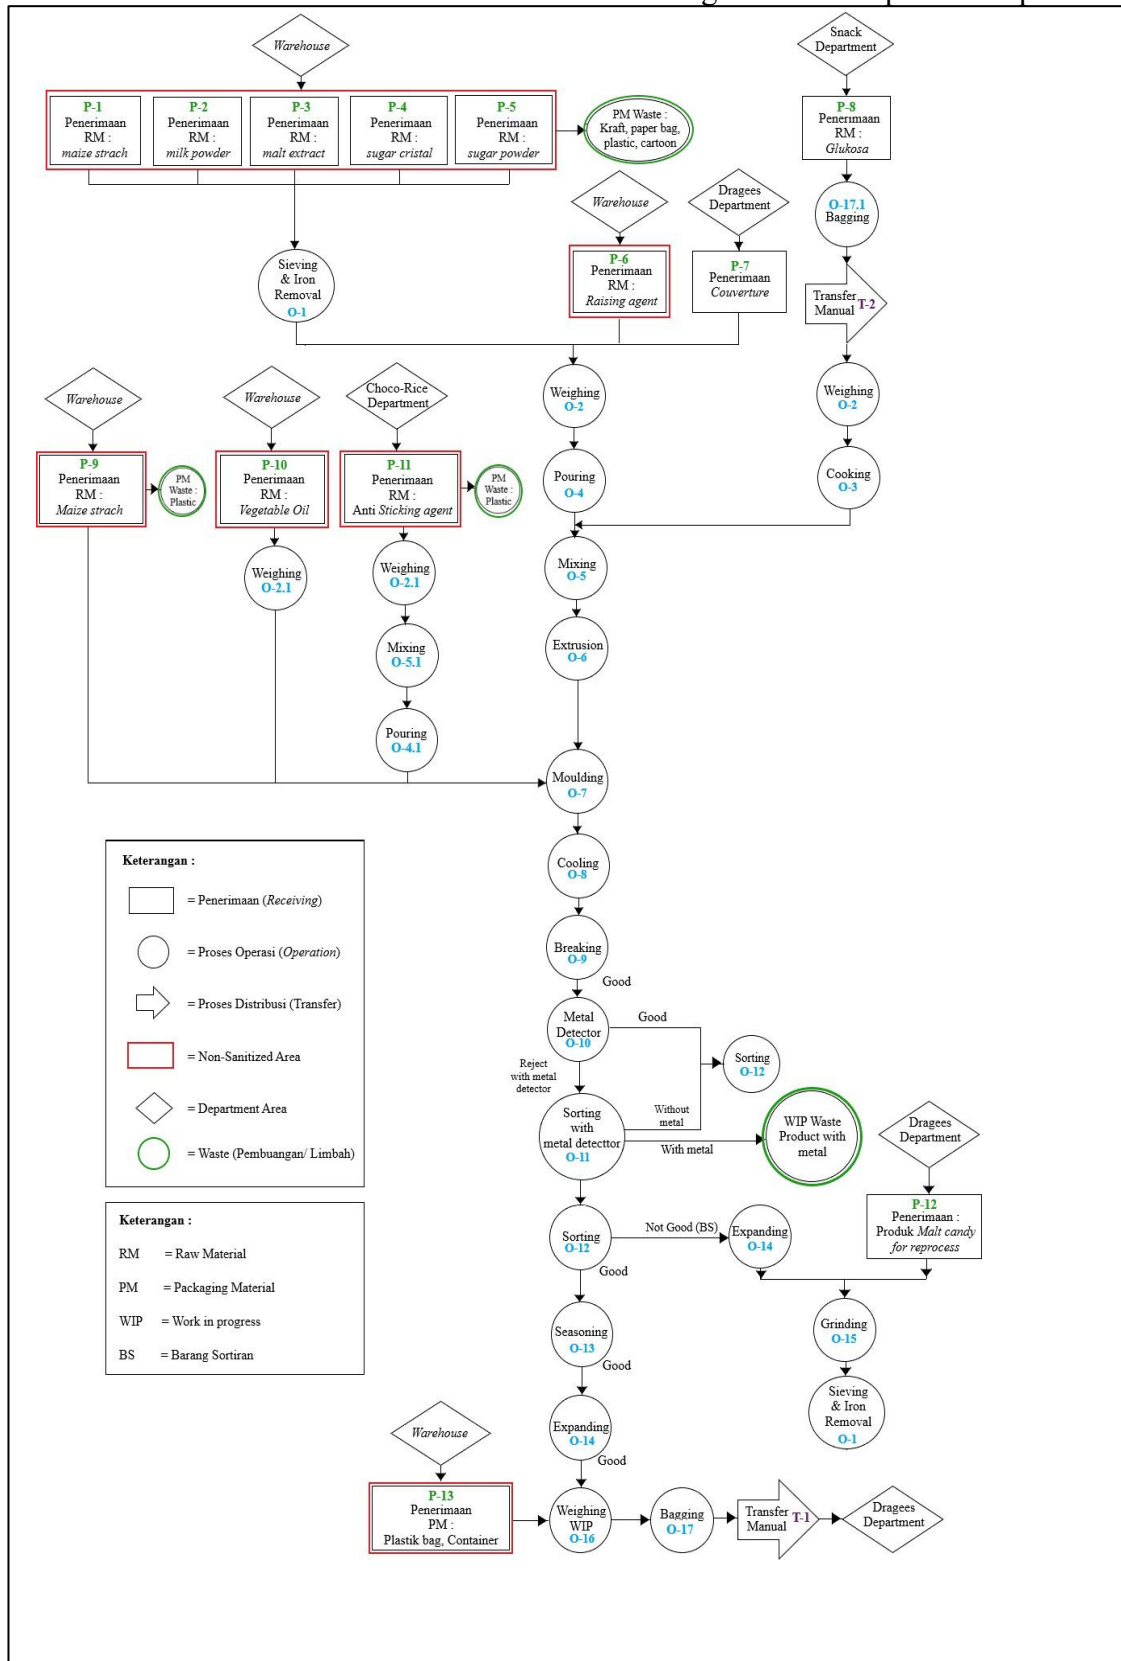 Warehouse
Snack
Department
P-1
Penerimaan
RM :
maize strach
P-2
Penerimaan
RM :
milk powder
P-3
Penerimaan
RM :
malt extract
P-4
Penerimaan
RM :
sugar cristal
P-5
Penerimaan
RM :
sugar powder
PM Waste :
Kraft, paper bag,
plastic, cartoon
P-8
Penerimaan
RM :
Glukosa
Warehouse
Dragees
Department
O-17.1
Bagging
Sieving
& Iron
Removal
O-1
P-6
Penerimaan
RM :
Raising agent
P-7
Penerimaan
Couverture
Transfer
Manual
T-2
Warehouse
Warehouse
Choco-Rice
Department
Weighing
O-2
Weighing
O-2
P-9
Penerimaan
RM :
Maize strach
PM
Waste :
Plastic
P-10
Penerimaan
RM :
Vegetable Oil
P-11
Penerimaan
RM :
Anti Sticking agent
PM
Waste :
Plastic
Pouring
O-4
Cooking
O-3
Weighing
O-2.1
Weighing
O-2.1
Mixing
O-5
Mixing
O-5.1
Extrusion
O-6
Pouring
O-4.1
Moulding
O-7
Keterangan :
= Penerimaan (Receiving)
= Proses Operasi (Operation)
= Proses Distribusi (Transfer)
= Non-Sanitized Area
= Department Area
= Waste (Pembuangan/ Limbah)
Cooling
O-8
Breaking
O-9
Good
Metal
Detector
O-10
Good
Reject
with metal
detector
Sorting
O-12
Sorting
with
metal detecttor
O-11
Without
metal
With metal
WIP Waste
Product with
metal
Dragees
Department
P-12
Penerimaan :
Produk Malt candy
for reprocess
Keterangan :
RM = Raw Material
PM = Packaging Material
WIP = Work in progress
BS = Barang Sortiran
Sorting
O-12
Not Good (BS)
Expanding
O-14
Good
Seasoning
O-13
Good
Grinding
O-15
Sieving
& Iron
Removal
O-1
Warehouse
Expanding
O-14
Good
P-13
Penerimaan
PM :
Plastik bag, Container
Weighing
WIP
O-16
Bagging
O-17
Transfer
Manual
T-1
Dragees
Department